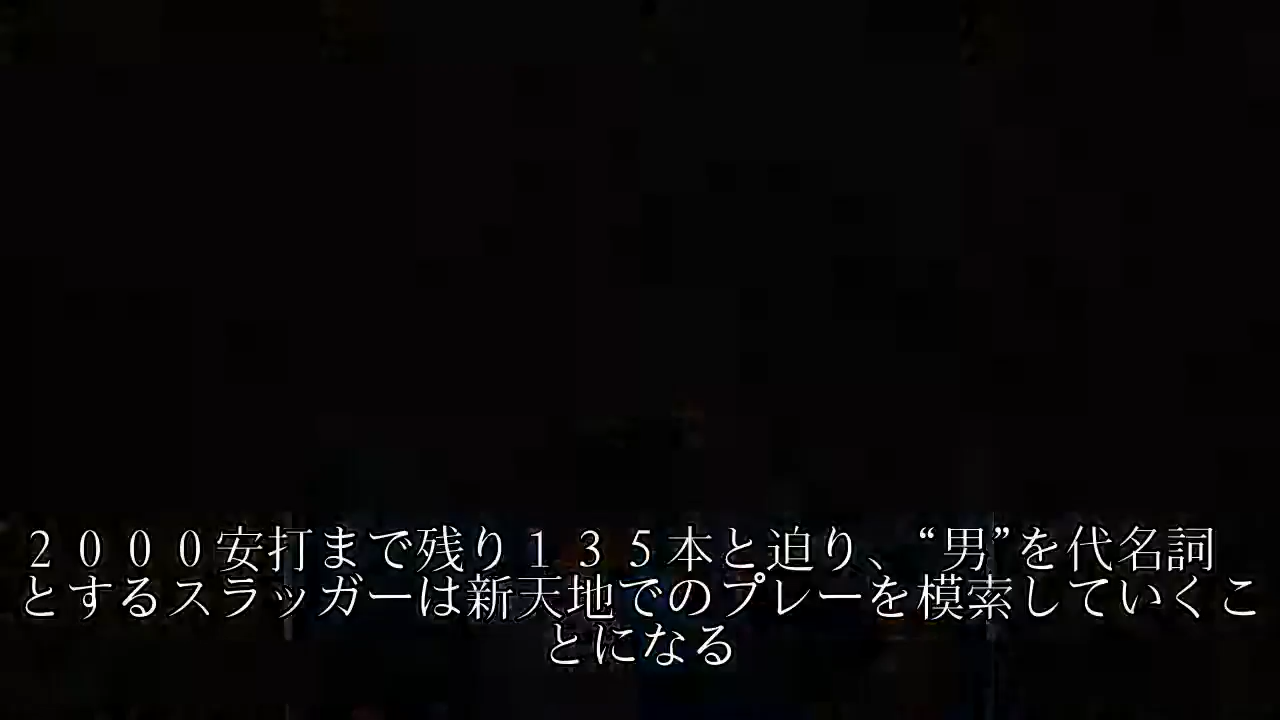 ２０００安打まで残り１３５本と迫り、“男”を代名詞
とするスラッガーは新天地でのプレーを模索していくこ
とになる